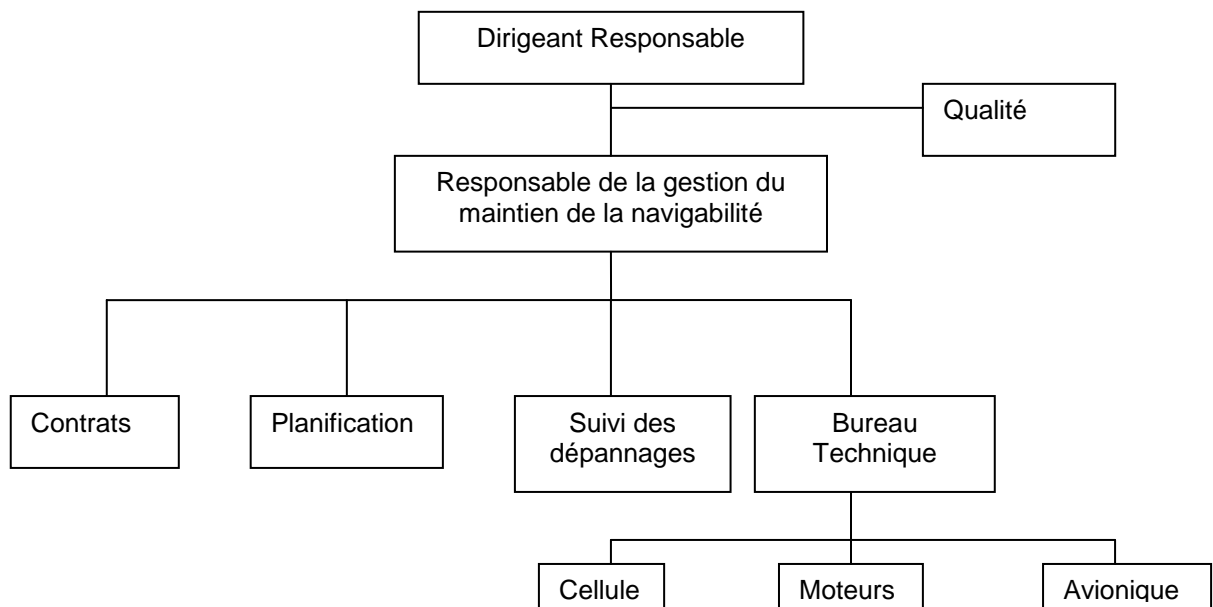 Dirigeant Responsable
Qualité
Responsable de la gestion du
maintien de la navigabilité
Contrats
Planification
Suivi des
dépannages
Bureau
Technique
Cellule
Moteurs
Avionique